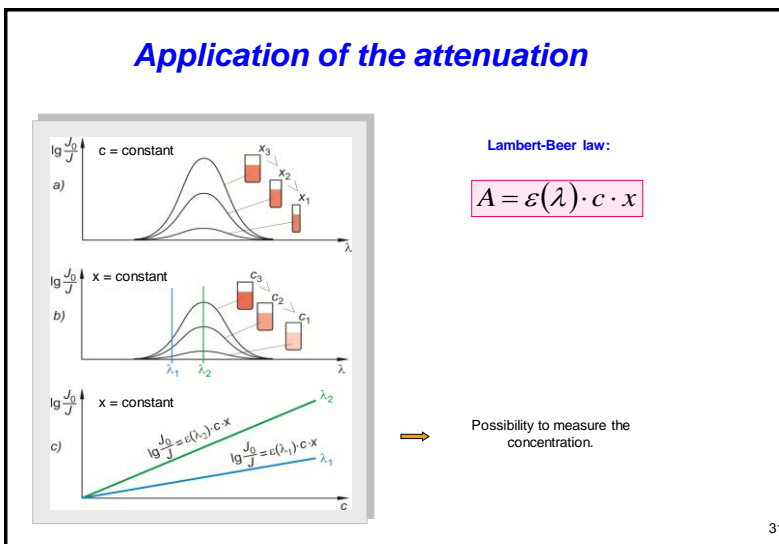 Application of the attenuation
lg J₀/J
c = constant
a)
x₃
x₂
x₁
λ
lg J₀/J
x = constant
b)
c₃
c₂
c₁
λ₁ λ₂
λ
lg J₀/J
x = constant
c)
λ₂
lg J₀/J = ε(λ₂)·c·x
lg J₀/J = ε(λ₁)·c·x
λ₁
c
Lambert-Beer law:
A = ε(λ)·c·x
Possibility to measure the
concentration.
31